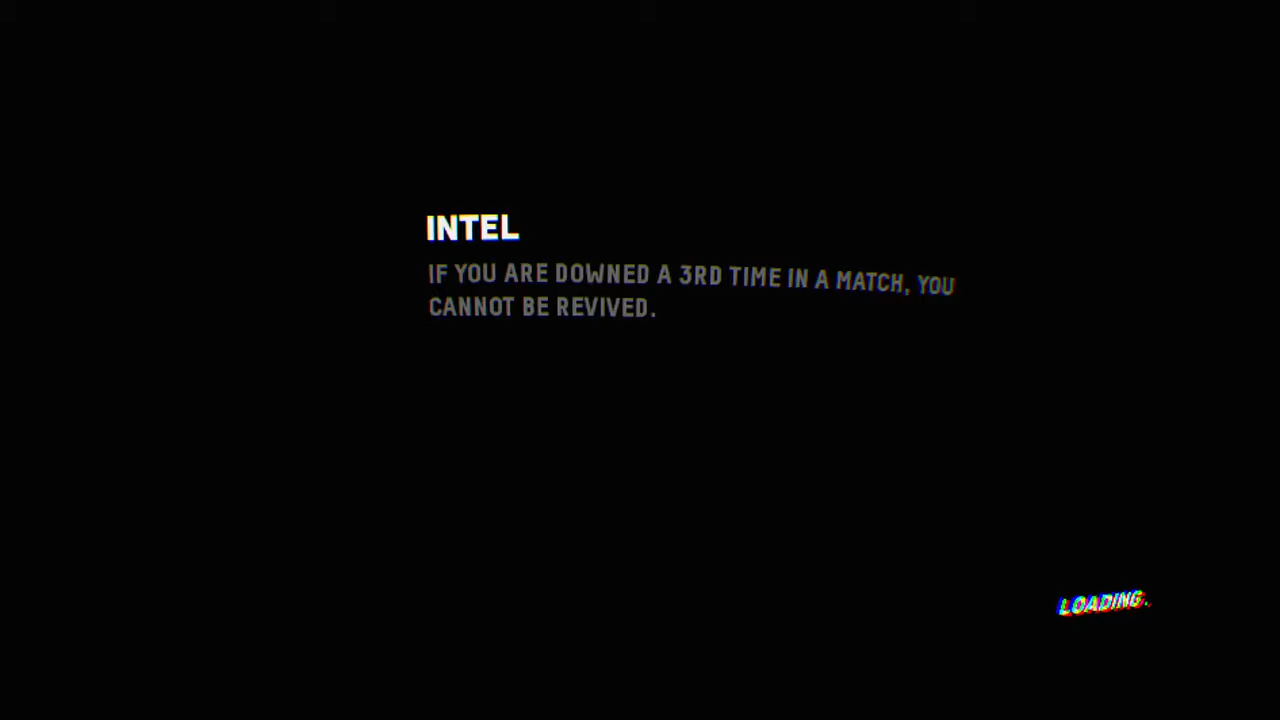 INTEL
IF YOU ARE DOWNED A 3RD TIME IN A MATCH, YOU
CANNOT BE REVIVED.
LOADING.